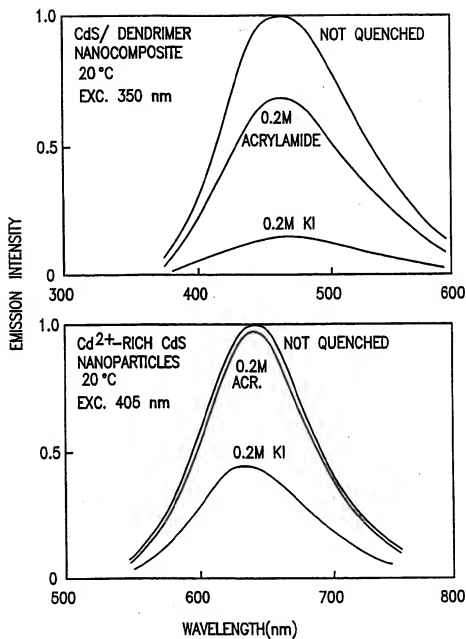 CdS/ DENDRIMER
NANOCOMPOSITE
20°C
EXC. 350 nm
NOT QUENCHED
0.2M
ACRYLAMIDE
0.2M KI
1.0
0.5
0
300
400
500
600
EMISSION INTENSITY
Cd2+–RICH CdS
NANOPARTICLES
20°C
EXC. 405 nm
NOT QUENCHED
0.2M
ACR.
0.2M KI
1.0
0.5
0
500
600
700
800
WAVELENGTH(nm)